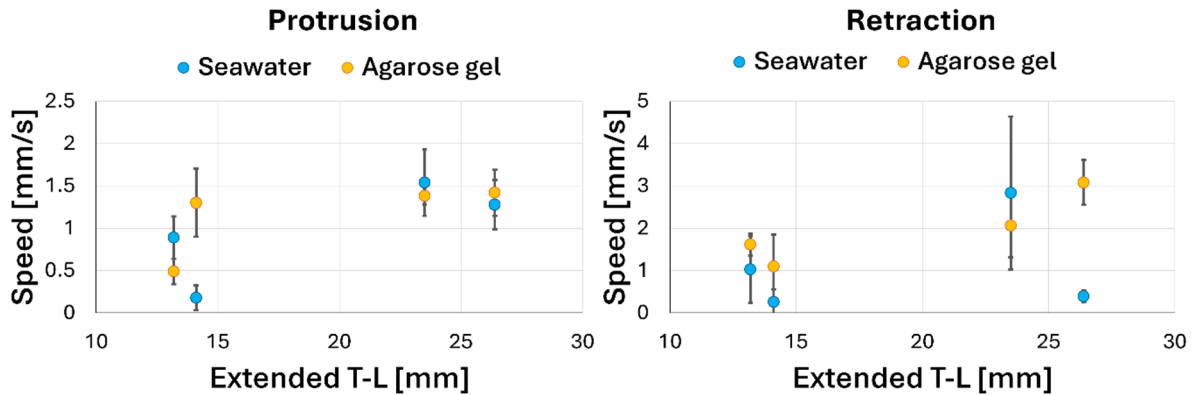 Protrusion
Seawater Agarose gel
Speed [mm/s]
2.5
2
1.5
1
0.5
0
10 15 20 25 30
Extended T-L [mm]
Retraction
Seawater Agarose gel
Speed [mm/s]
5
4
3
2
1
0
10 15 20 25 30
Extended T-L [mm]